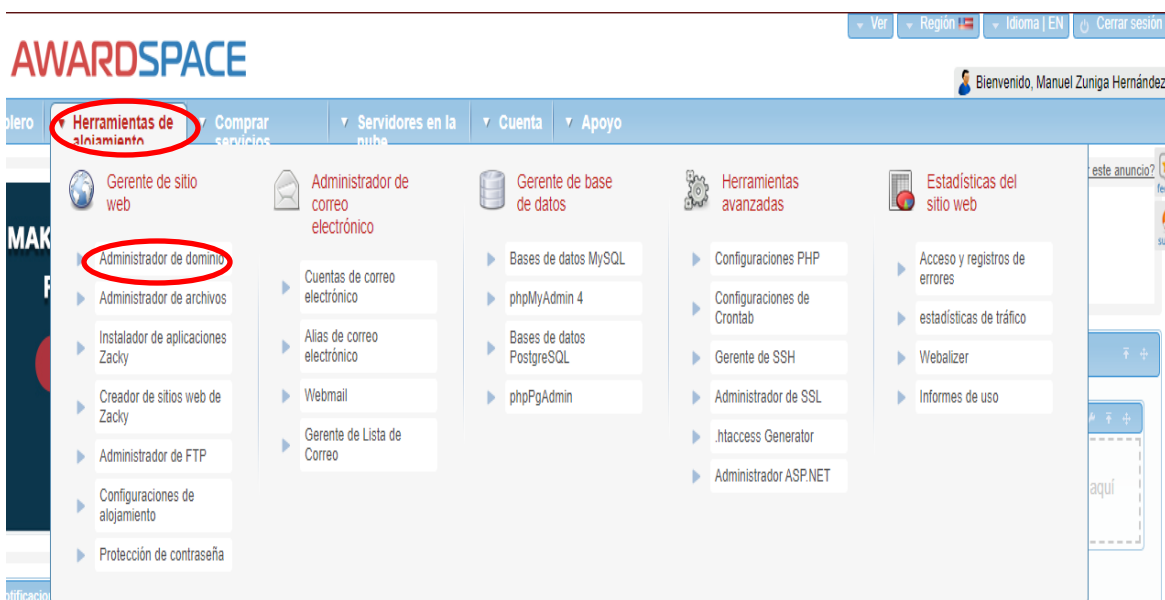 Ver
Región
Idioma | EN
Cerrar sesión
AWARDSPACE
Bienvenido, Manuel Zuniga Hernández
Herramientas de
alojamiento
Comprar
servicios
Servidores en la
nube
Cuenta
Apoyo
este anuncio?
Gerente de sitio
web
Administrador de dominio
Administrador de archivos
Instalador de aplicaciones
Zacky
Creador de sitios web de
Zacky
Administrador de FTP
Configuraciones de
alojamiento
Protección de contraseña
Administrador de
correo
electrónico
Cuentas de correo
electrónico
Alias de correo
electrónico
Webmail
Gerente de Lista de
Correo
Gerente de base
de datos
Bases de datos MySQL
phpMyAdmin 4
Bases de datos
PostgreSQL
phpPgAdmin
Herramientas
avanzadas
Configuraciones PHP
Configuraciones de
Crontab
Gerente de SSH
Administrador de SSL
.htaccess Generator
Administrador ASP.NET
Estadísticas del
sitio web
Acceso y registros de
errores
estadísticas de tráfico
Webalizer
Informes de uso
MAK
aquí